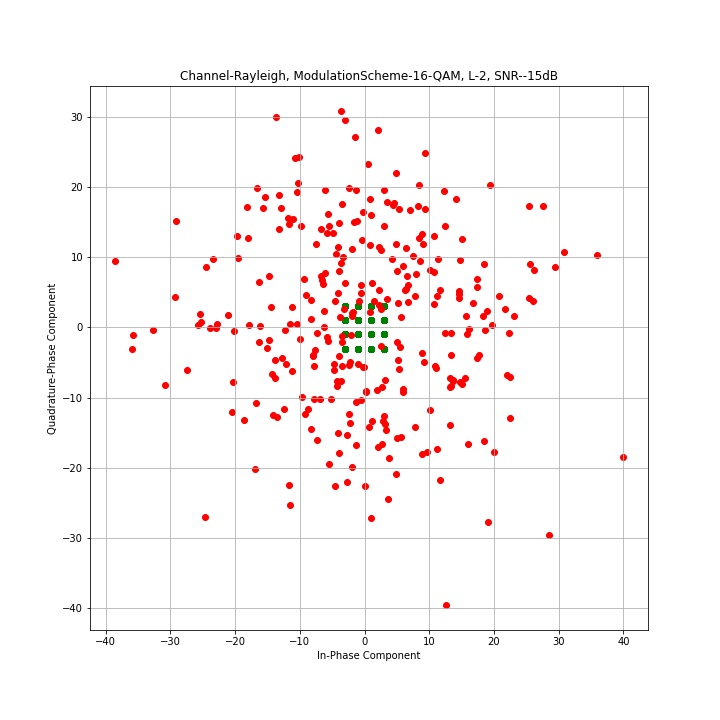 Channel-Rayleigh, ModulationScheme-16-QAM, L-2, SNR--15dB
Quadrature-Phase Component
30
20
10
0
−10
−20
−30
−40
−40 −30 −20 −10 0 10 20 30 40
In-Phase Component